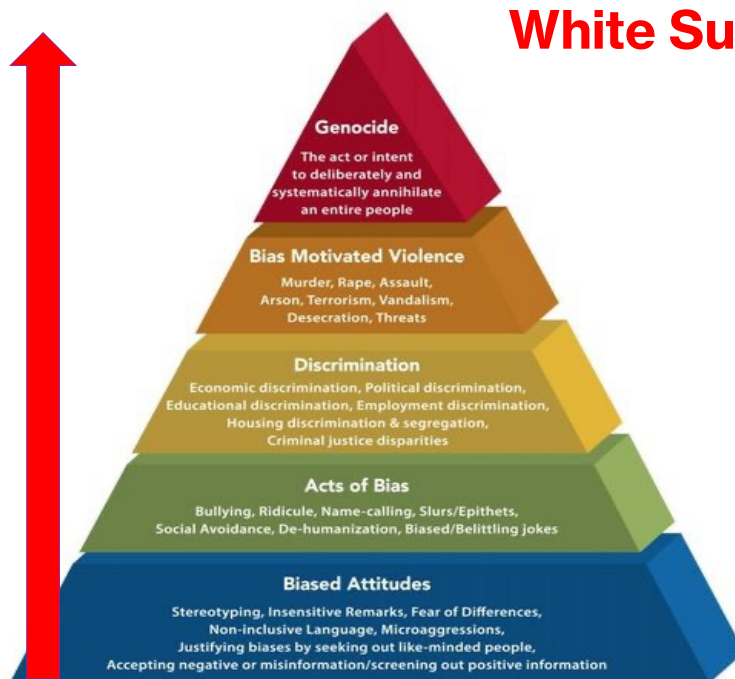 White Su
Genocide
The act or intent
to deliberately and
systematically annihilate
an entire people
Bias Motivated Violence
Murder, Rape, Assault,
Arson, Terrorism, Vandalism,
Desecration, Threats
Discrimination
Economic discrimination, Political discrimination,
Educational discrimination, Employment discrimination,
Housing discrimination & segregation,
Criminal justice disparities
Acts of Bias
Bullying, Ridicule, Name-calling, Slurs/Epithets,
Social Avoidance, De-humanization, Biased/Belittling jokes
Biased Attitudes
Stereotyping, Insensitive Remarks, Fear of Differences,
Non-inclusive Language, Microaggressions,
Justifying biases by seeking out like-minded people,
Accepting negative or misinformation/screening out positive information